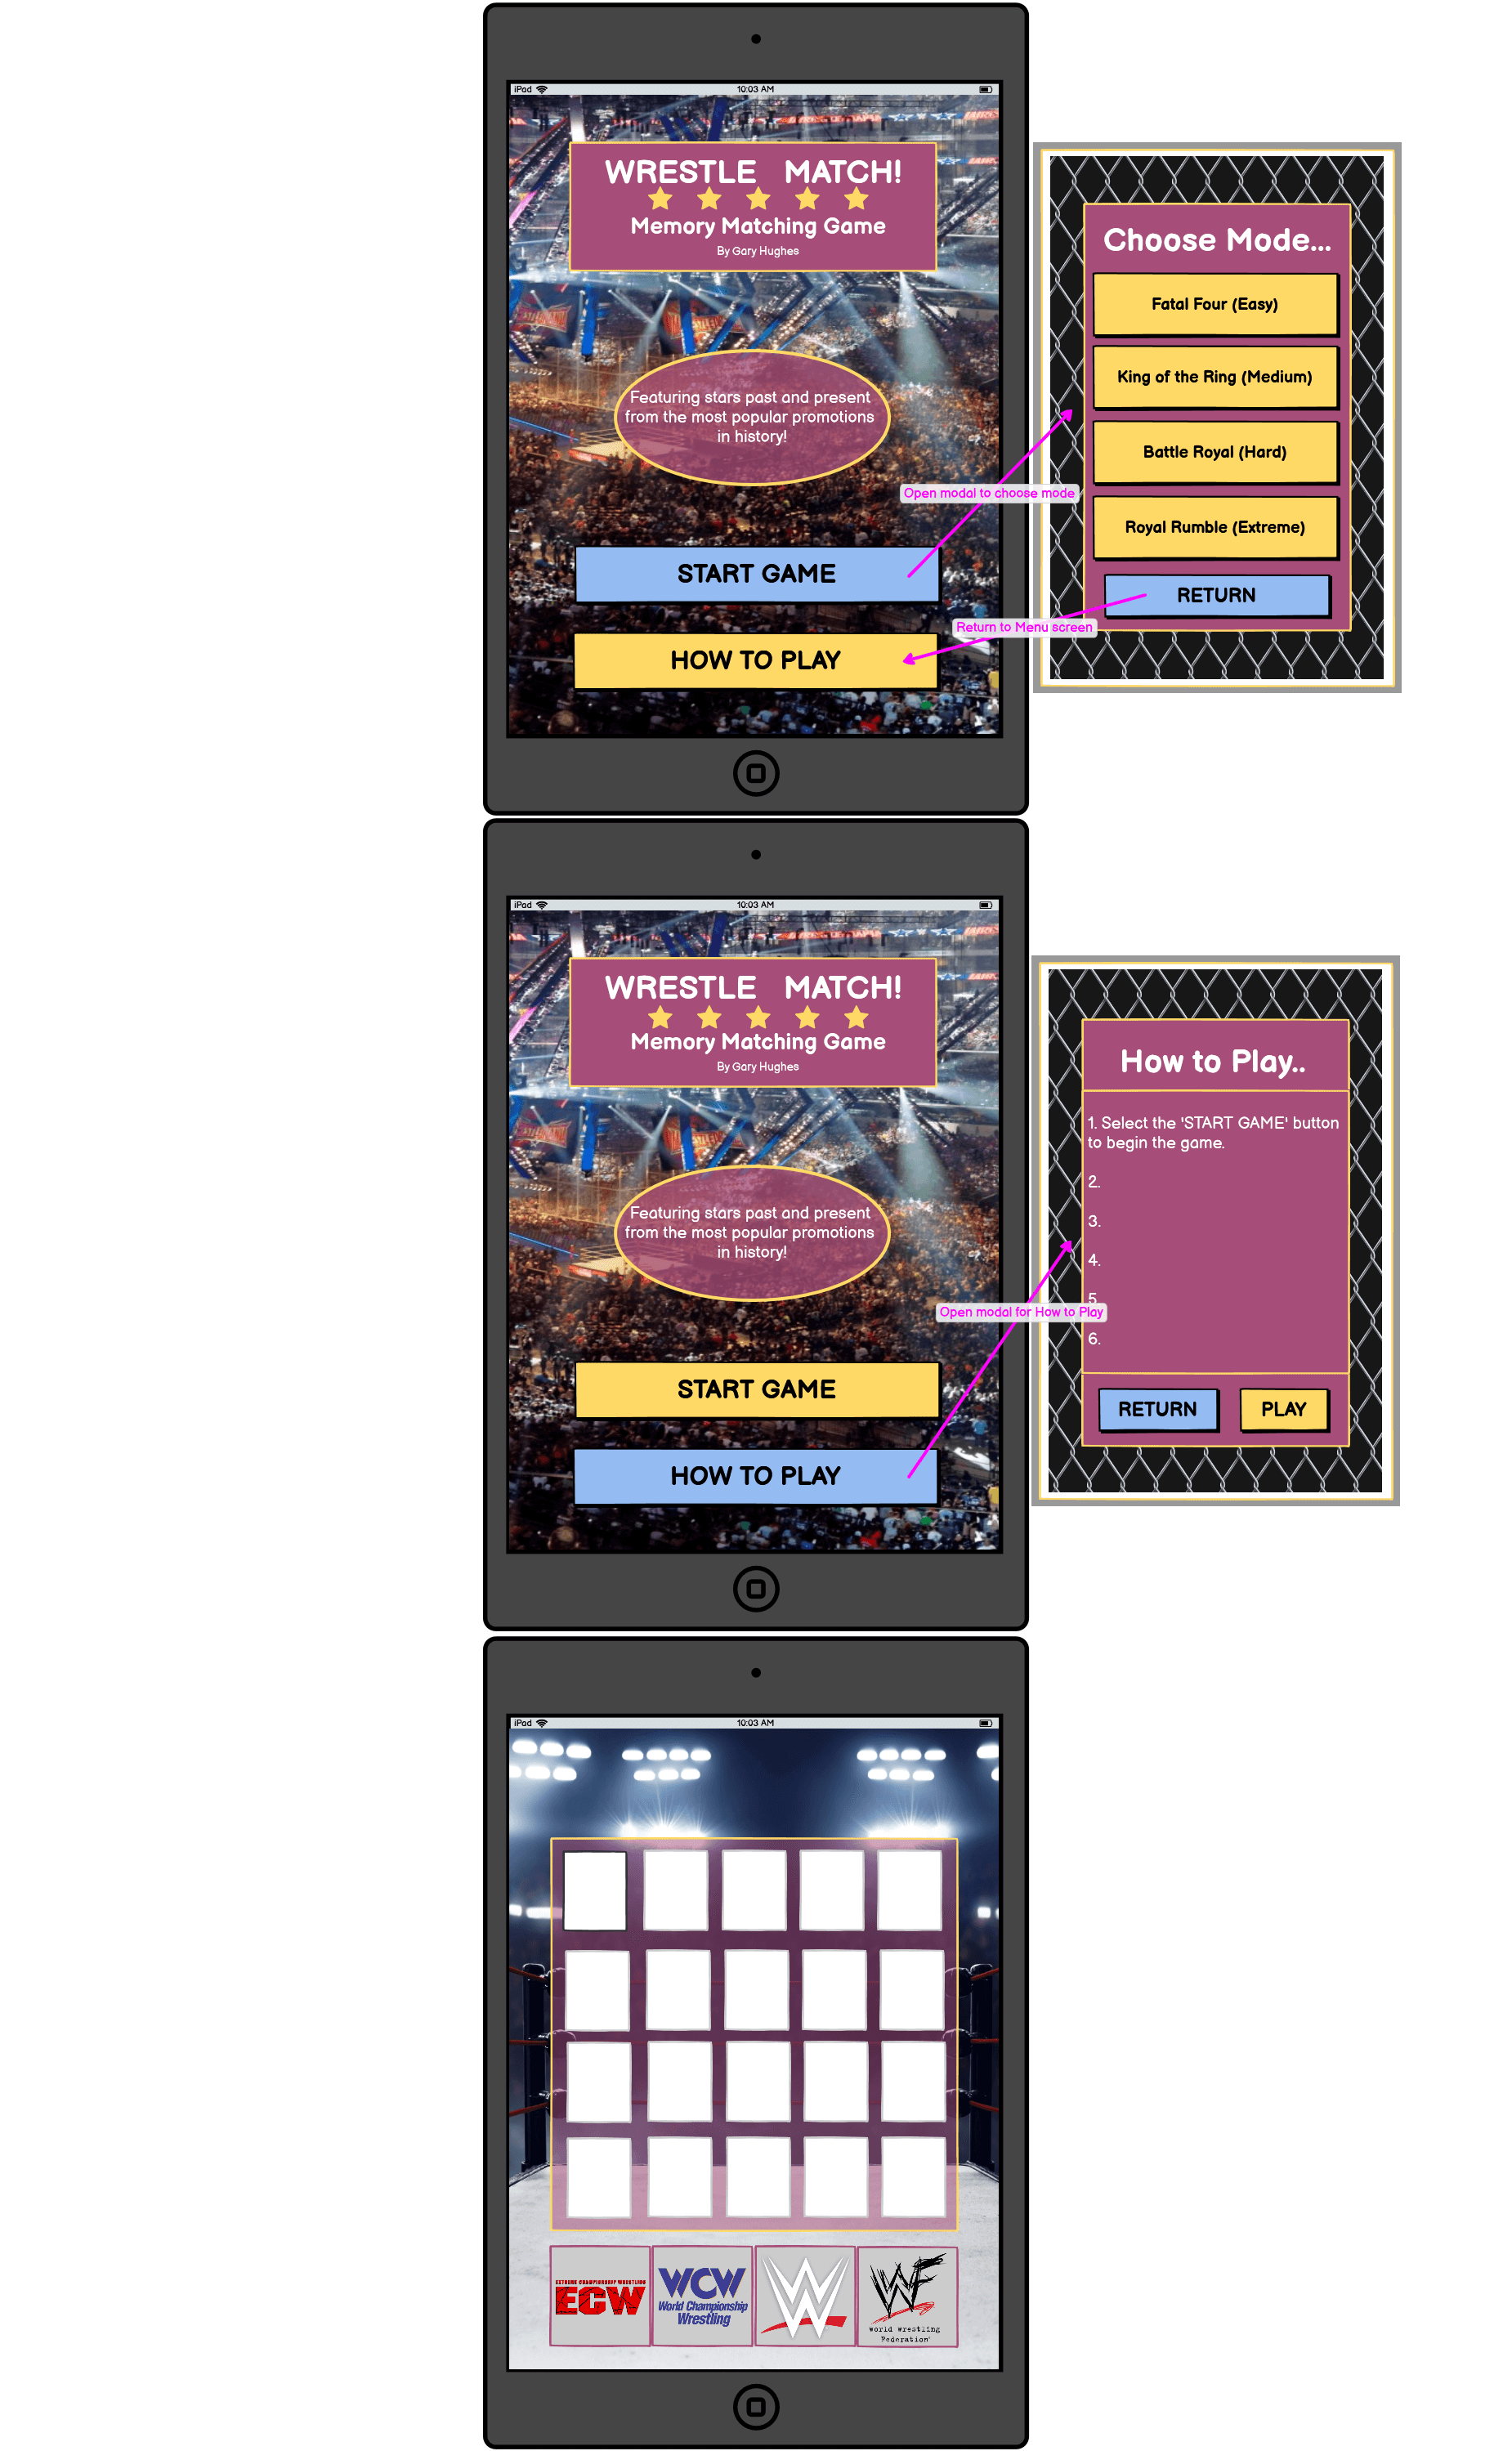 iPad
10:03 AM
WRESTLE MATCH!
Memory Matching Game
By Gary Hughes
Featuring stars past and present
from the most popular promotions
in history!
START GAME
HOW TO PLAY
Open modal to choose mode
Return to Menu screen
Choose Mode...
Fatal Four (Easy)
King of the Ring (Medium)
Battle Royal (Hard)
Royal Rumble (Extreme)
RETURN
iPad
10:03 AM
WRESTLE MATCH!
Memory Matching Game
By Gary Hughes
Featuring stars past and present
from the most popular promotions
in history!
START GAME
HOW TO PLAY
Open modal for How to Play
How to Play..
1. Select the 'START GAME' button
to begin the game.
2.
3.
4.
5.
6.
RETURN
PLAY
iPad
10:03 AM
EXTREME CHAMPIONSHIP WRESTLING
ECW
WCW
World Championship
Wrestling
W
WF
World Wrestling
Federation